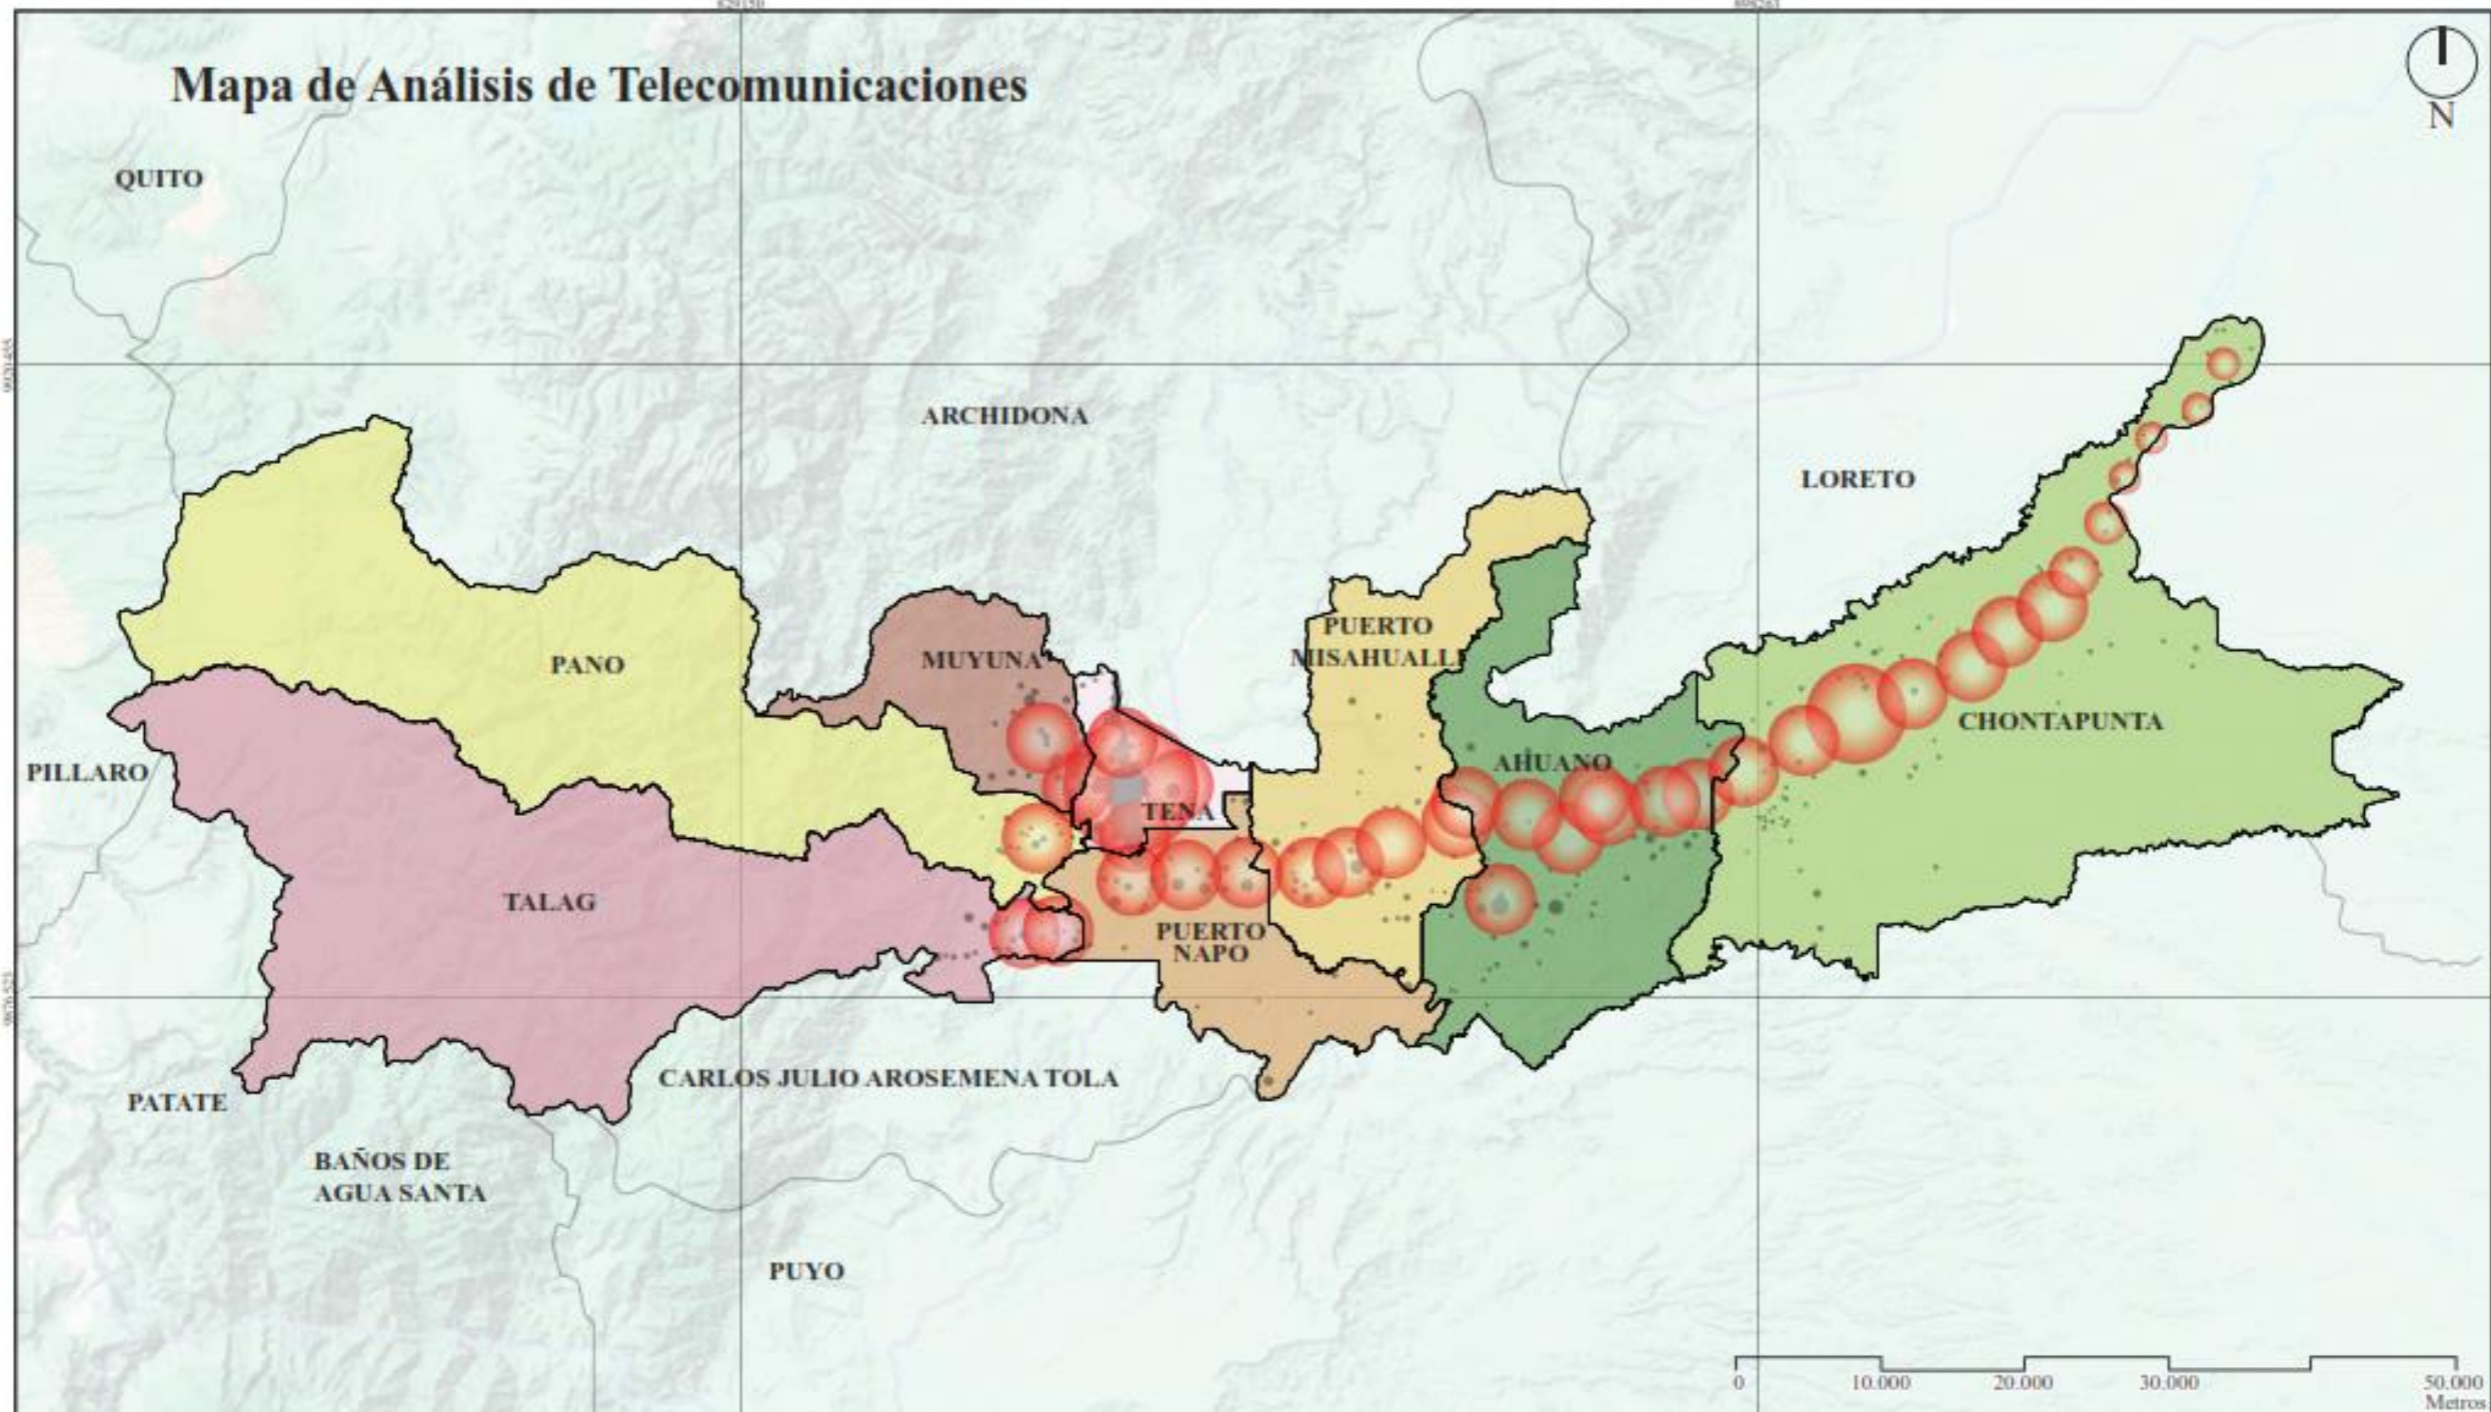 829150
898261
Mapa de Análisis de Telecomunicaciones
N
QUITO
ARCHIDONA
LORETO
PUERTO
MISAHUALLI
PANO
MUYUNA
CHONTAPUNTA
PILLARO
AHUANO
TENA
TALAG
PUERTO
NAPO
CARLOS JULIO AROSEMENA TOLA
PATATE
BAÑOS DE
AGUA SANTA
PUYO
0 10.000 20.000 30.000 50.000
Metros